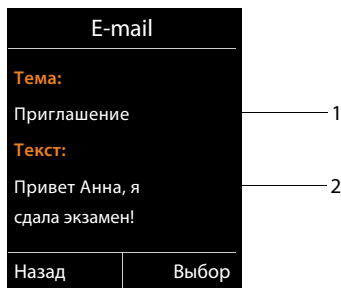 E-mail
Тема:
Приглашение
1
Текст:
Привет Анна, я
2
сдала экзамен!
Назад
Выбор